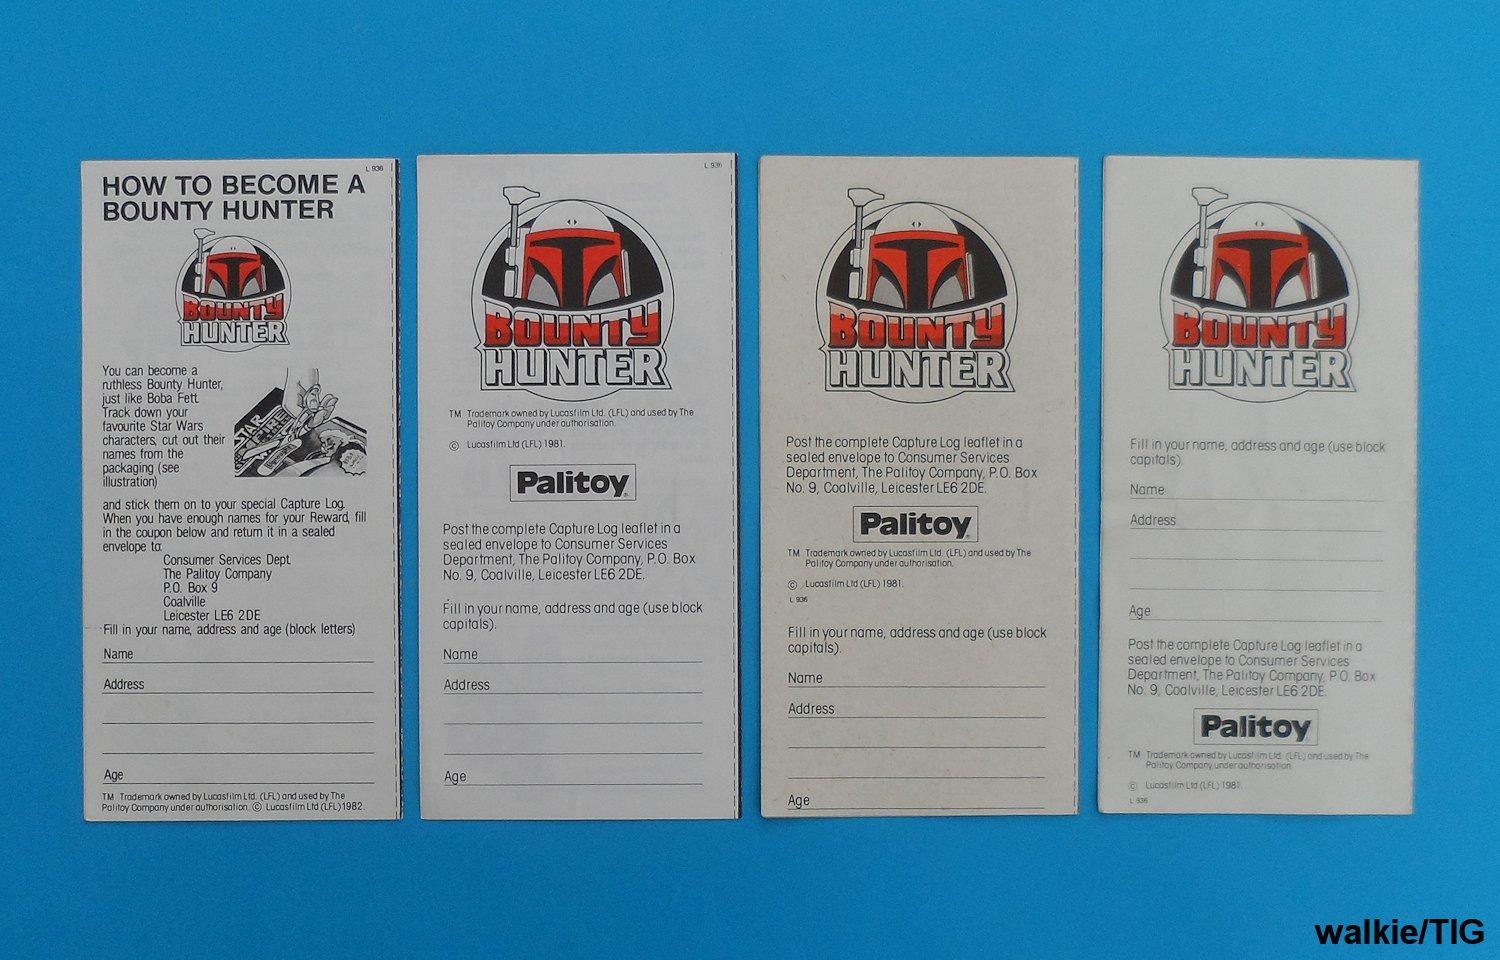 L 936
HOW TO BECOME A
BOUNTY HUNTER
BOUNTY
HUNTER
You can become a
ruthless Bounty Hunter,
just like Boba Fett.
Track down your
favourite Star Wars
characters, cut out their
names from the
packaging (see
illustration)
STAR
and stick them on to your special Capture Log.
When you have enough names for your Reward, fill
in the coupon below and return it in a sealed
envelope to:
Consumer Services Dept.
The Palitoy Company
P.O. Box 9
Coalville
Leicester LE6 2DE
Fill in your name, address and age (block letters)
Name
Address
Age
TM Trademark owned by Lucasfilm Ltd. (LFL) and used by The
Palitoy Company under authorisation. © Lucasfilm Ltd (LFL) 1982.
L 936
BOUNTY
HUNTER
TM Trademark owned by Lucasfilm Ltd. (LFL) and used by The
Palitoy Company under authorisation.
© Lucasfilm Ltd (LFL) 1981.
Palitoy
Post the complete Capture Log leaflet in a
sealed envelope to Consumer Services
Department, The Palitoy Company, P.O. Box
No. 9, Coalville, Leicester LE6 2DE.
Fill in your name, address and age (use block
capitals).
Name
Address
Age
BOUNTY
HUNTER
Post the complete Capture Log leaflet in a
sealed envelope to Consumer Services
Department, The Palitoy Company, P.O. Box
No. 9, Coalville, Leicester LE6 2DE.
Palitoy
TM Trademark owned by Lucasfilm Ltd. (LFL) and used by The
Palitoy Company under authorisation.
© Lucasfilm Ltd (LFL) 1981.
L 936
Fill in your name, address and age (use block
capitals).
Name
Address
Age
BOUNTY
HUNTER
Fill in your name, address and age (use block
capitals).
Name
Address
Age
Post the complete Capture Log leaflet in a
sealed envelope to Consumer Services
Department, The Palitoy Company, P.O. Box
No. 9, Coalville, Leicester LE6 2DE.
Palitoy
TM Trademark owned by Lucasfilm Ltd. (LFL) and used by The
Palitoy Company under authorisation.
© Lucasfilm Ltd (LFL) 1981.
L 936
walkie/TIG